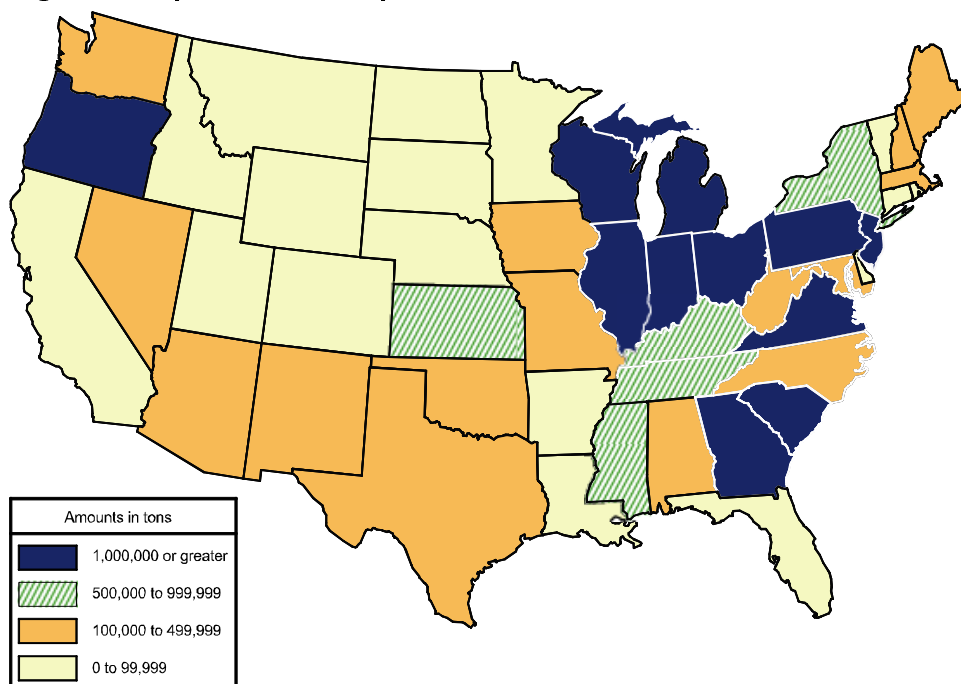 Amounts in tons
1,000,000 or greater
500,000 to 999,999
100,000 to 499,999
0 to 99,999